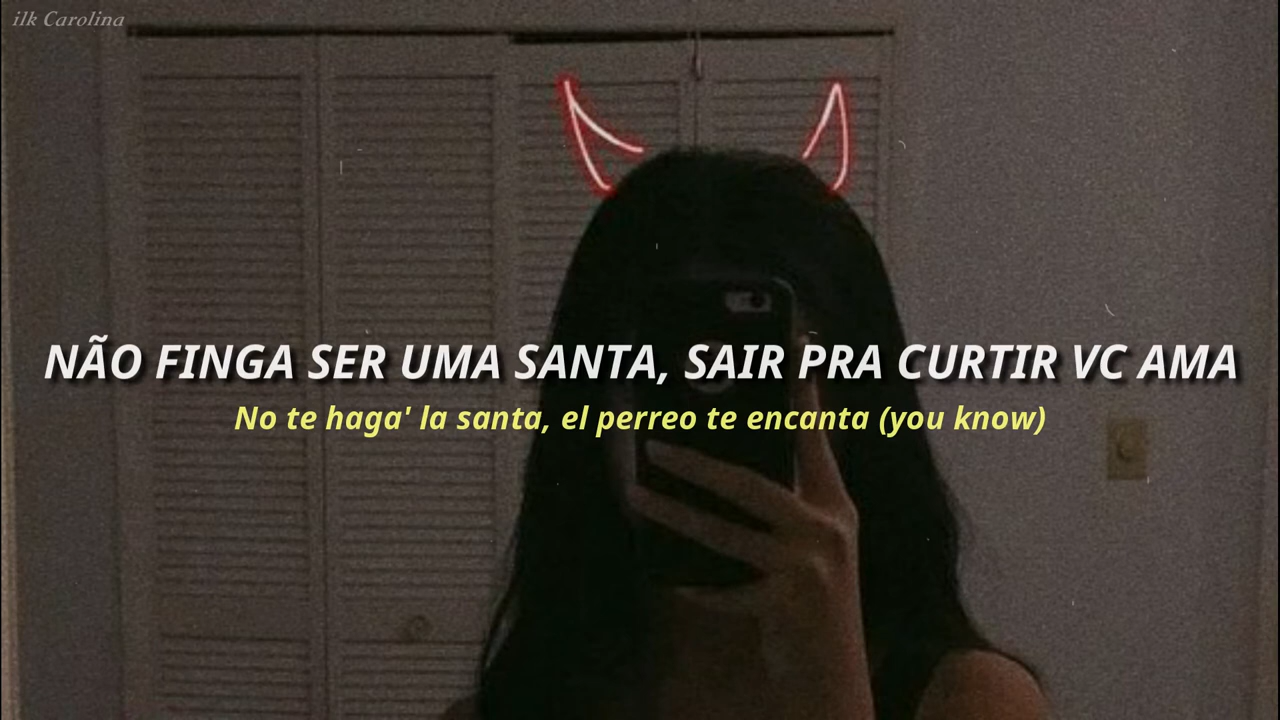 ilk Carolina
NÃO FINGA SER UMA SANTA, SAIR PRA CURTIR VC AMA
No te haga' la santa, el perreo te encanta (you know)